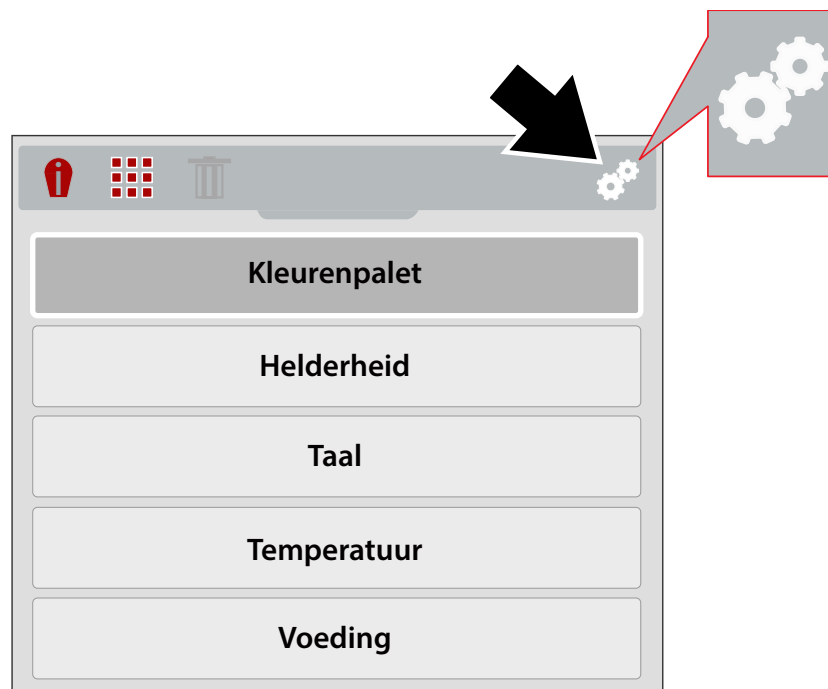 Kleurenpalet
Helderheid
Taal
Temperatuur
Voeding